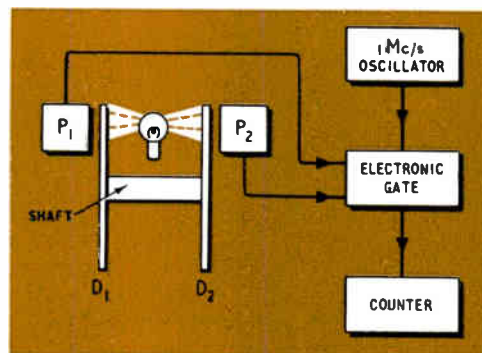 1Mc/s
OSCILLATOR
P1
P2
ELECTRONIC
GATE
SHAFT
D1
D2
COUNTER